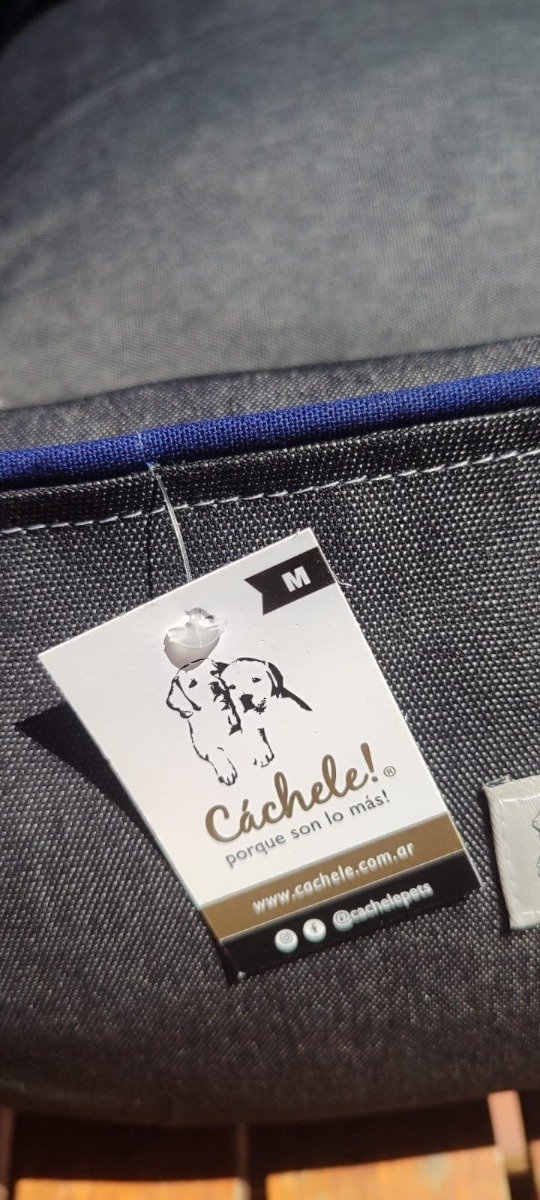 M
Cáchele!®
porque son lo más!
www.cachele.com.ar
@cachelepets